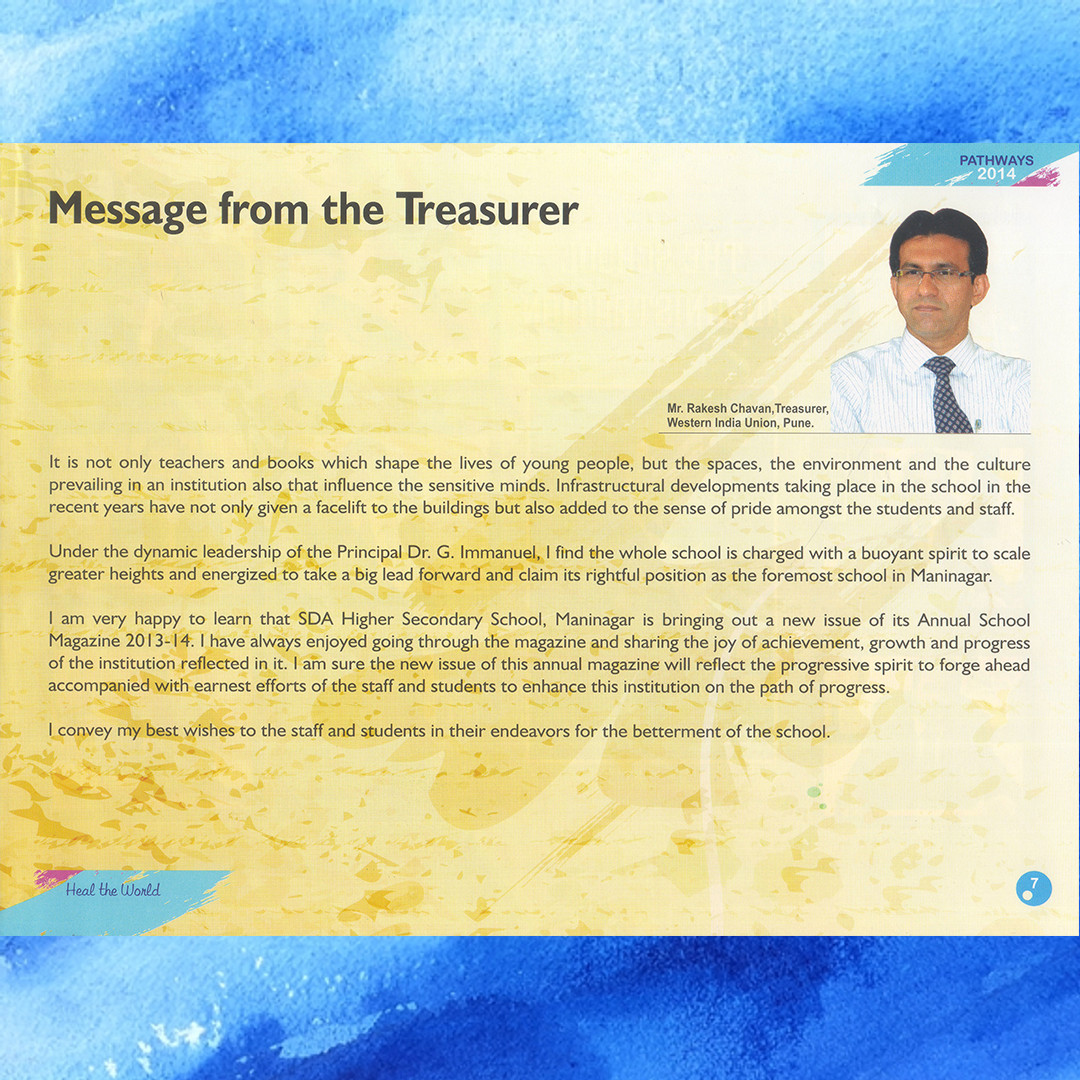 PATHWAYS
2014
Message from the Treasurer
Mr. Rakesh Chavan,Treasurer,
Western India Union, Pune.
It is not only teachers and books which shape the lives of young people, but the spaces, the environment and the culture
prevailing in an institution also that influence the sensitive minds. Infrastructural developments taking place in the school in the
recent years have not only given a facelift to the buildings but also added to the sense of pride amongst the students and staff.
Under the dynamic leadership of the Principal Dr. G. Immanuel, I find the whole school is charged with a buoyant spirit to scale
greater heights and energized to take a big lead forward and claim its rightful position as the foremost school in Maninagar.
I am very happy to learn that SDA Higher Secondary School, Maninagar is bringing out a new issue of its Annual School
Magazine 2013-14. I have always enjoyed going through the magazine and sharing the joy of achievement, growth and progress
of the institution reflected in it. I am sure the new issue of this annual magazine will reflect the progressive spirit to forge ahead
accompanied with earnest efforts of the staff and students to enhance this institution on the path of progress.
I convey my best wishes to the staff and students in their endeavors for the betterment of the school.
Heal the World
7